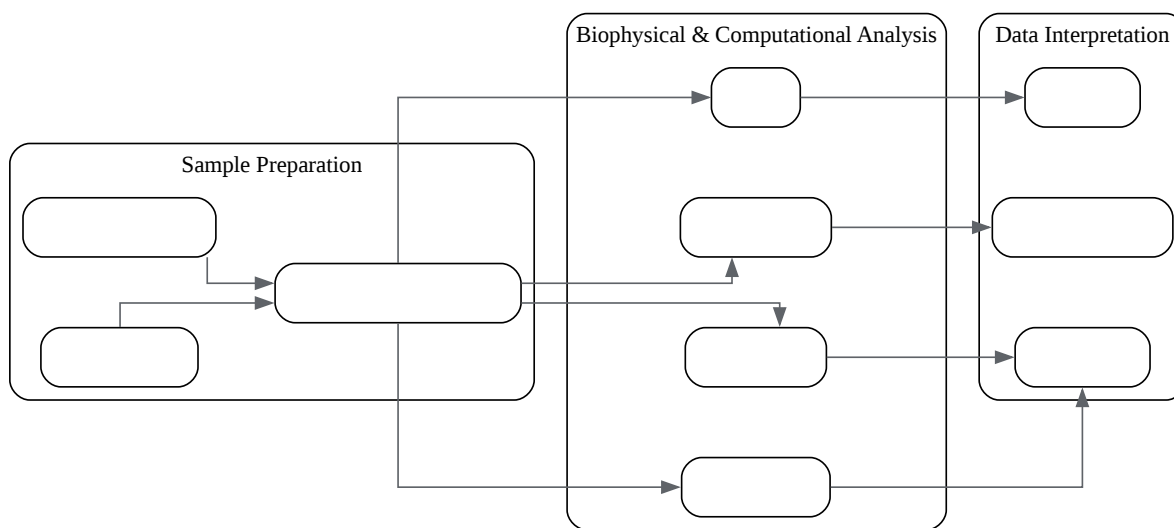 Biophysical & Computational Analysis
Data Interpretation
Sample Preparation